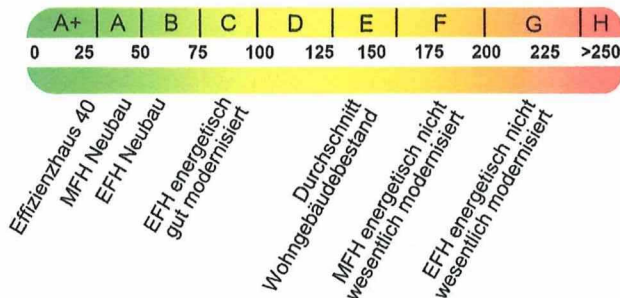 A+ A B C D E F G H
0 25 50 75 100 125 150 175 200 225 >250
Effizienzhaus 40
MFH Neubau
EFH Neubau
EFH energetisch
gut modernisiert
Durchschnitt
Wohngebäudebestand
MFH energetisch nicht
wesentlich modernisiert
EFH energetisch nicht
wesentlich modernisiert